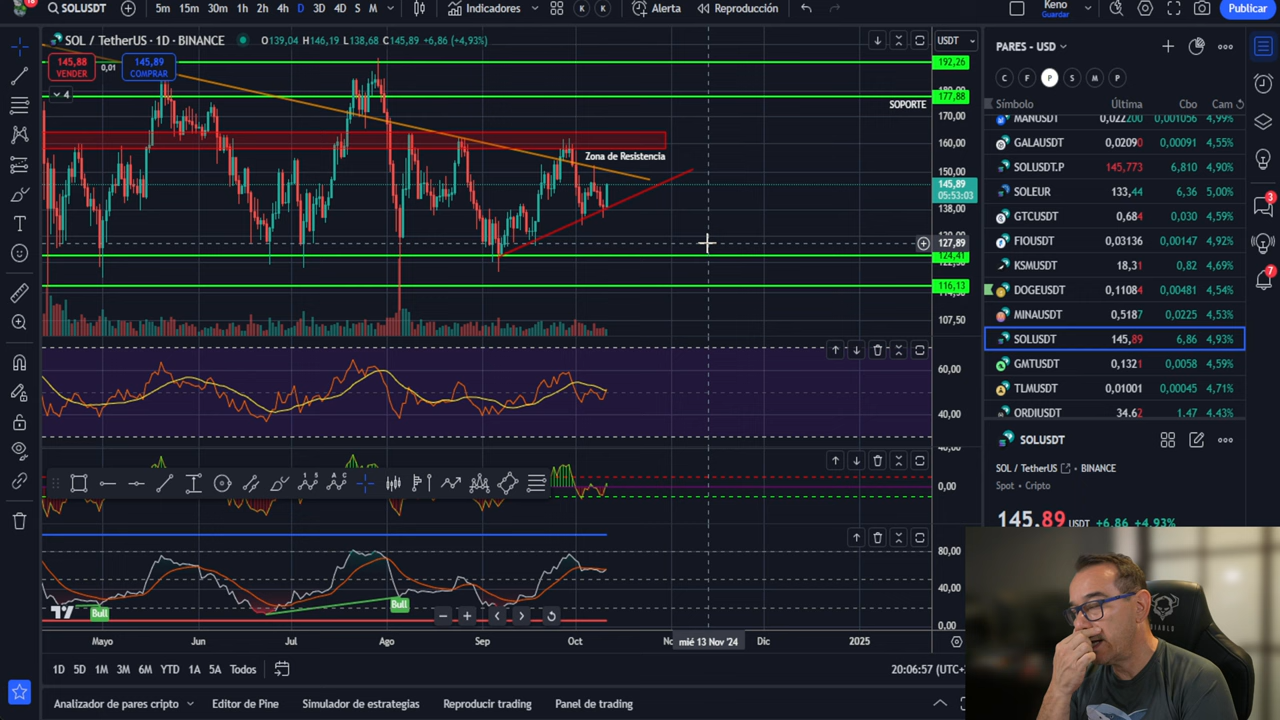 18
SOLUSDT
5m 15m 30m 1h 2h 4h D 3D 4D S M
Indicadores
K K
Alerta
Reproducción
Keno
Guardar
Publicar
SOL / TetherUS · 1D · BINANCE
O139,04 H146,19 L138,68 C145,89 +6,86 (+4,93%)
USDT
145,88
VENDER
0,01
145,89
COMPRAR
4
192,26
177,88
SOPORTE
170,00
160,00
Zona de Resistencia
150,00
145,89
05:53:03
138,00
127,89
116,13
107,50
60,00
40,00
0,00
80,00
40,00
0,00
Bull
Bull
Mayo Jun Jul Ago Sep Oct
mié 13 Nov '24
Dic 2025
1D 5D 1M 3M 6M YTD 1A 5A Todos
20:06:57 (UTC+
Analizador de pares cripto
Editor de Pine
Simulador de estrategias
Reproducir trading
Panel de trading
PARES - USD
C F P S M P
Símbolo Última Cbo Cam
MANUSDT 0,022200 0,001056 4,99%
GALAUSDT 0,02090 0,00091 4,55%
SOLUSDT.P 145,773 6,810 4,90%
SOLEUR 133,44 6,36 5,00%
GTCUSDT 0,684 0,030 4,59%
FIOUSDT 0,03136 0,00147 4,92%
KSMUSDT 18,31 0,82 4,69%
DOGEUSDT 0,11084 0,00481 4,54%
MINAUSDT 0,5187 0,0225 4,53%
SOLUSDT 145,89 6,86 4,93%
GMTUSDT 0,1321 0,0058 4,59%
TLMUSDT 0,01001 0,00045 4,71%
ORDIUSDT 34.62 1.47 4.43%
SOLUSDT
SOL / TetherUS
BINANCE
Spot • Cripto
145,89 USDT +6,86 +4,93%
3
7
DIABLO